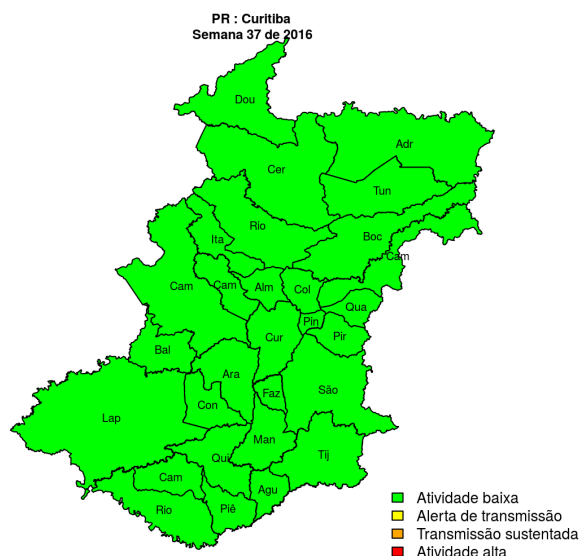 PR : Curitiba
Semana 37 de 2016
Dou
Adr
Cer
Tun
Rio
Boc
Ita
Cam
Cam
Cam
Alm
Col
Qua
Pin
Pir
Cur
Bal
Ara
São
Faz
Con
Lap
Man
Tij
Qui
Cam
Agu
Rio
Piê
Atividade baixa
Alerta de transmissão
Transmissão sustentada
Atividade alta